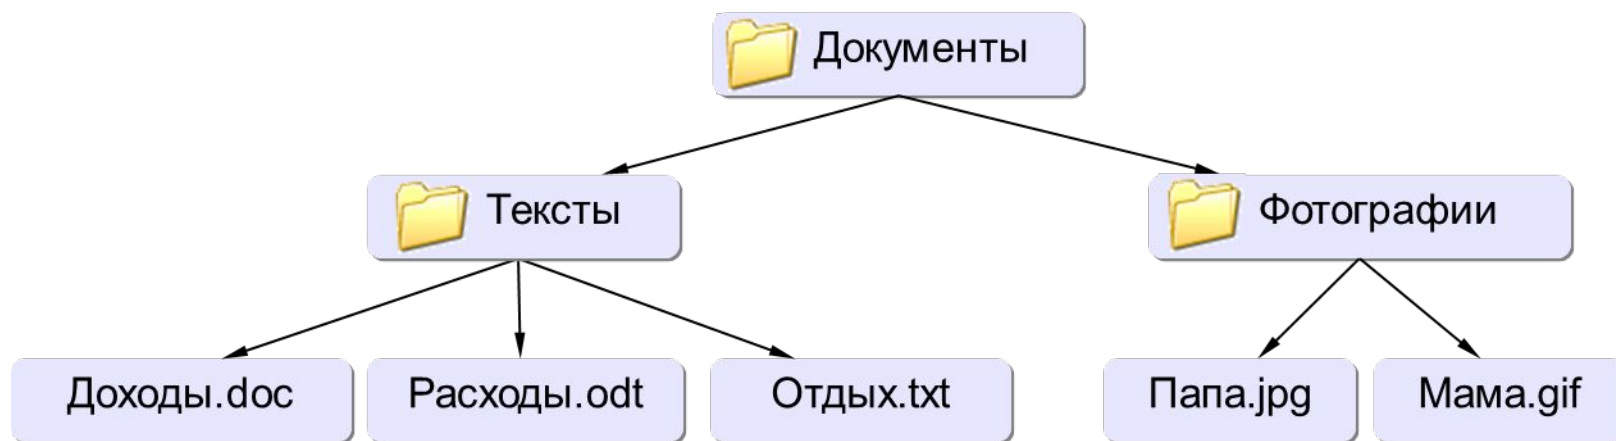 Документы
Тексты
Фотографии
Доходы.doc
Расходы.odt
Отдых.txt
Папа.jpg
Мама.gif